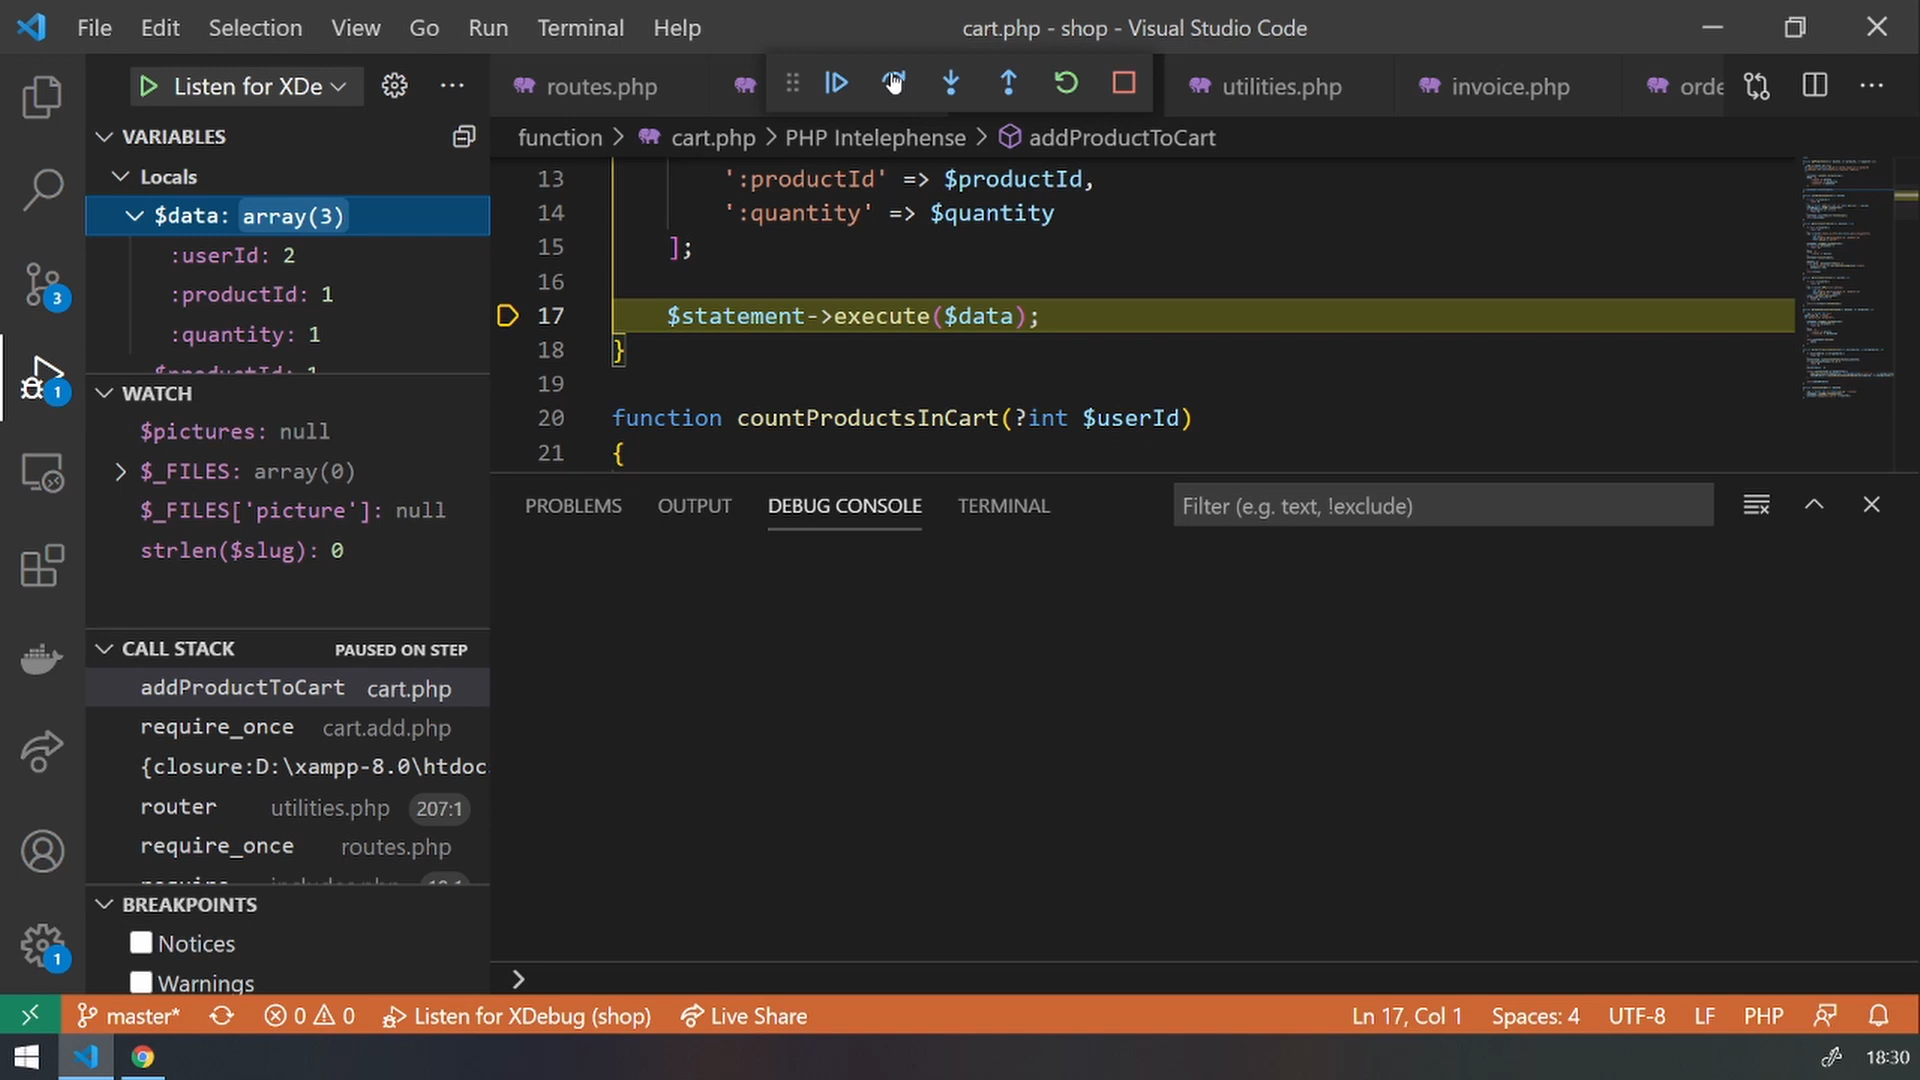 File Edit Selection View Go Run Terminal Help cart.php - shop - Visual Studio Code
Listen for XDe routes.php utilities.php invoice.php orde
VARIABLES
Locals
$data: array(3)
:userId: 2
:productId: 1
:quantity: 1
$productId: 1
WATCH
$pictures: null
$_FILES: array(0)
$_FILES['picture']: null
strlen($slug): 0
CALL STACK PAUSED ON STEP
addProductToCart cart.php
require_once cart.add.php
{closure:D:\xampp-8.0\htdoc
router utilities.php 207:1
require_once routes.php
BREAKPOINTS
Notices
Warnings
function > cart.php > PHP Intelephense > addProductToCart
13 ':productId' => $productId,
14 ':quantity' => $quantity
15 ];
16
17 $statement->execute($data);
18 }
19
20 function countProductsInCart(?int $userId)
21 {
PROBLEMS OUTPUT DEBUG CONSOLE TERMINAL Filter (e.g. text, !exclude)
>
3
1
1
master* 0 0 Listen for XDebug (shop) Live Share Ln 17, Col 1 Spaces: 4 UTF-8 LF PHP
18:30